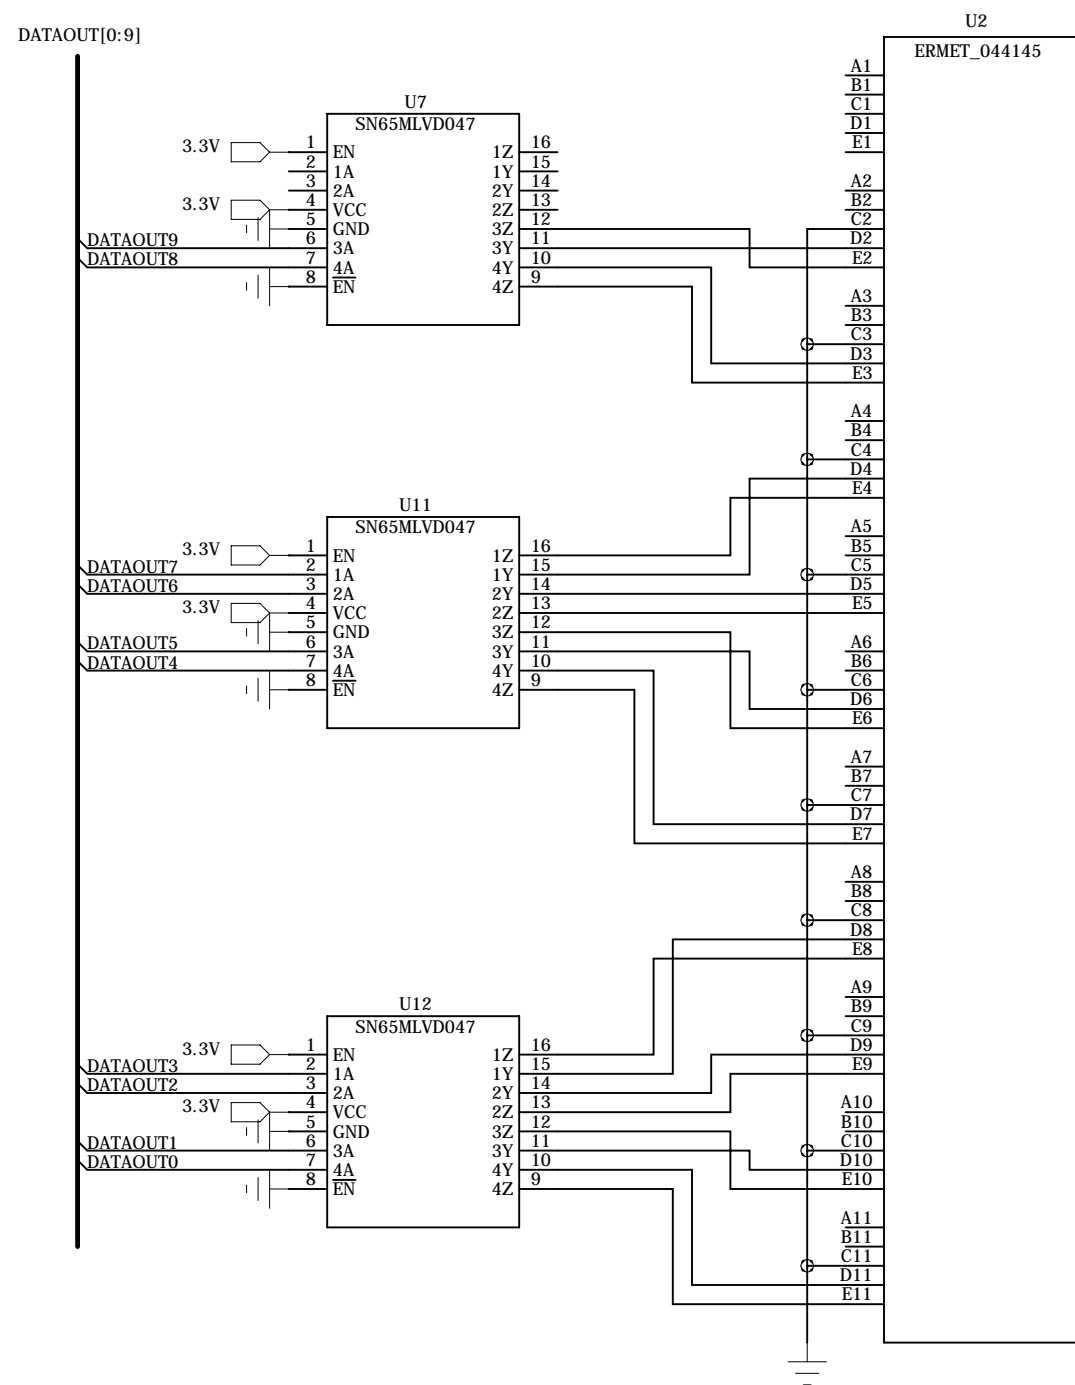 DATAOUT[0:9]
U2
ERMET_044145
A1
B1
C1
D1
E1
A2
B2
C2
D2
E2
A3
B3
C3
D3
E3
A4
B4
C4
D4
E4
A5
B5
C5
D5
E5
A6
B6
C6
D6
E6
A7
B7
C7
D7
E7
A8
B8
C8
D8
E8
A9
B9
C9
D9
E9
A10
B10
C10
D10
E10
A11
B11
C11
D11
E11
U7
SN65MLVD047
3.3V 1 EN 1Z 16
2 1A 1Y 15
3 2A 2Y 14
3.3V 4 VCC 2Z 13
5 GND 3Z 12
DATAOUT9 6 3A 3Y 11
DATAOUT8 7 4A 4Y 10
8 EN 4Z 9
U11
SN65MLVD047
3.3V 1 EN 1Z 16
DATAOUT7 2 1A 1Y 15
DATAOUT6 3 2A 2Y 14
3.3V 4 VCC 2Z 13
5 GND 3Z 12
DATAOUT5 6 3A 3Y 11
DATAOUT4 7 4A 4Y 10
8 EN 4Z 9
U12
SN65MLVD047
3.3V 1 EN 1Z 16
DATAOUT3 2 1A 1Y 15
DATAOUT2 3 2A 2Y 14
3.3V 4 VCC 2Z 13
5 GND 3Z 12
DATAOUT1 6 3A 3Y 11
DATAOUT0 7 4A 4Y 10
8 EN 4Z 9